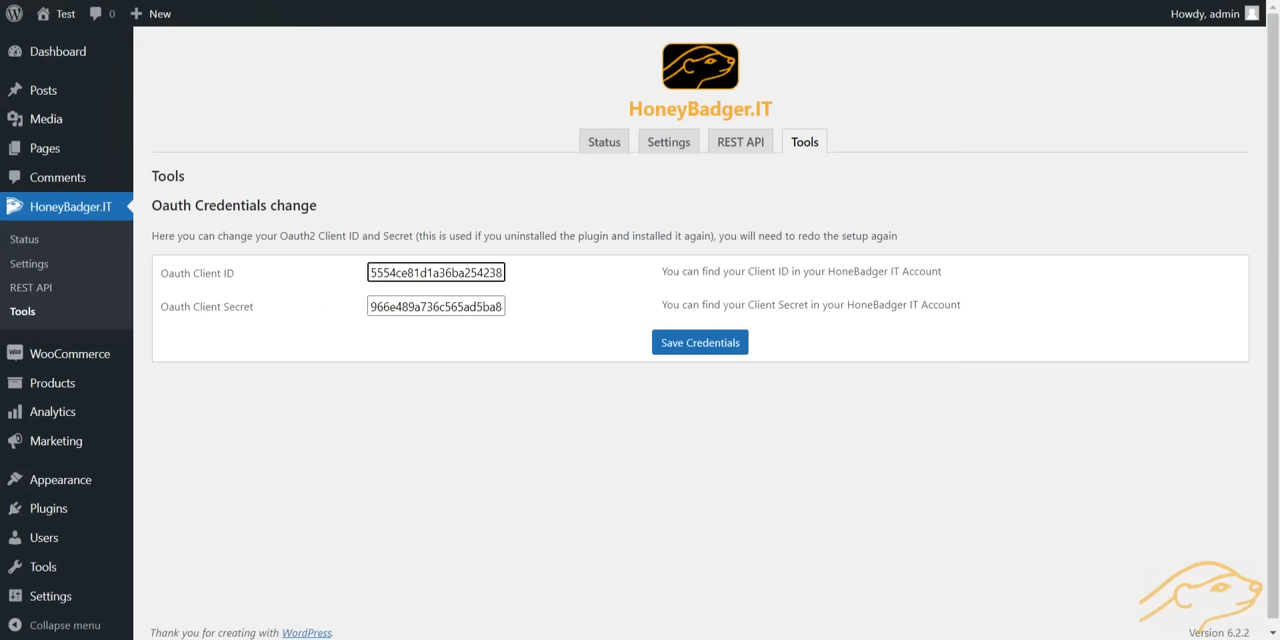 Test
0
New
Howdy, admin
Dashboard
Posts
Media
Pages
Comments
HoneyBadger.IT
Status
Settings
REST API
Tools
WooCommerce
Products
Analytics
Marketing
Appearance
Plugins
Users
Tools
Settings
Collapse menu
HoneyBadger.IT
Status
Settings
REST API
Tools
Tools
Oauth Credentials change
Here you can change your Oauth2 Client ID and Secret (this is used if you uninstalled the plugin and installed it again), you will need to redo the setup again
Oauth Client ID
5554ce81d1a36ba254238
You can find your Client ID in your HoneBadger IT Account
Oauth Client Secret
966e489a736c565ad5ba8
You can find your Client Secret in your HoneBadger IT Account
Save Credentials
Thank you for creating with WordPress.
Version 6.2.2